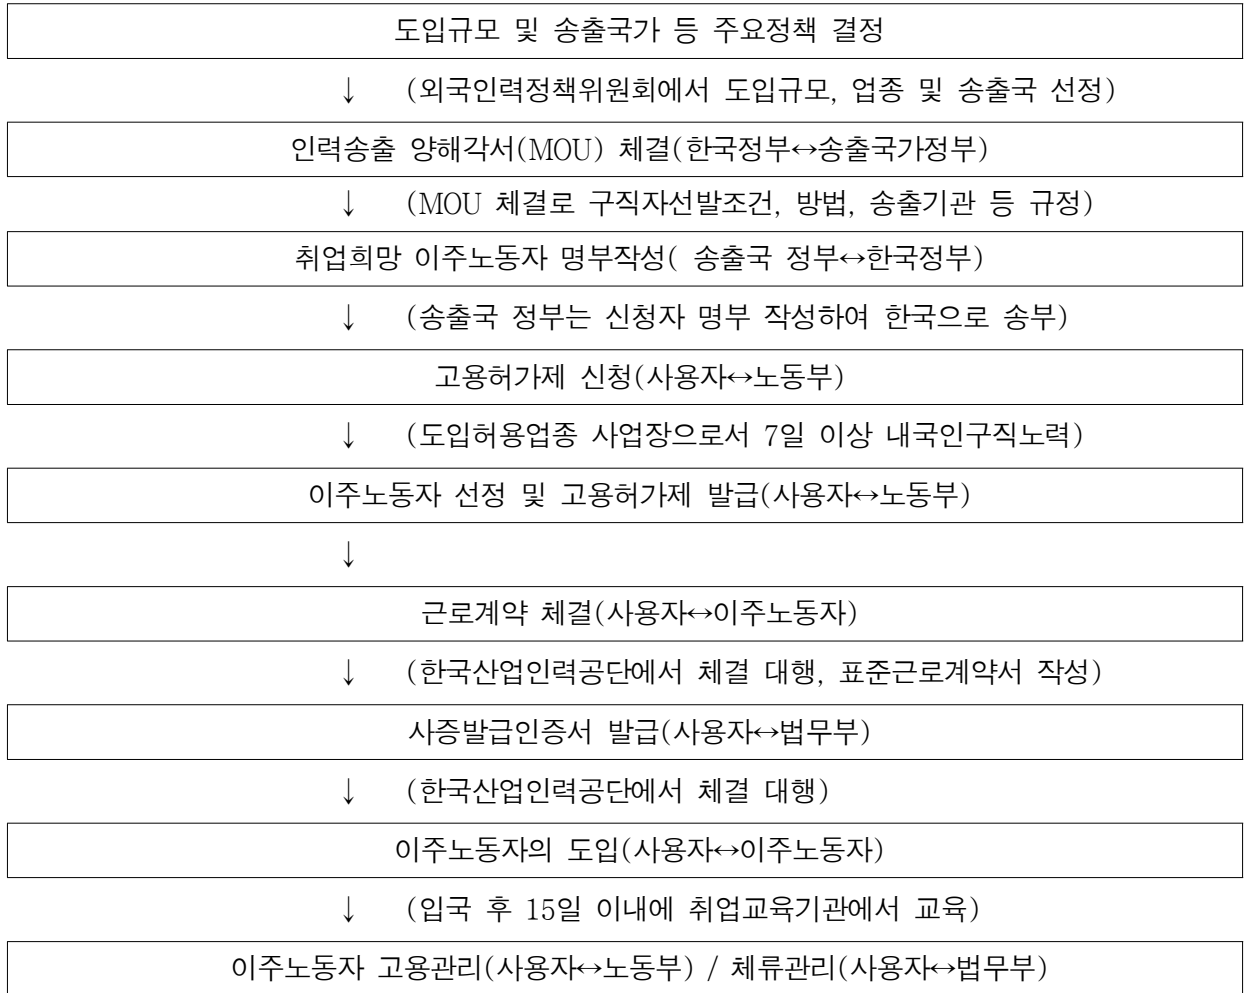 도입규모 및 송출국가 등 주요정책 결정
↓ (외국인력정책위원회에서 도입규모, 업종 및 송출국 선정)
인력송출 양해각서(MOU) 체결(한국정부↔송출국가정부)
↓ (MOU 체결로 구직자선발조건, 방법, 송출기관 등 규정)
취업희망 이주노동자 명부작성( 송출국 정부↔한국정부)
↓ (송출국 정부는 신청자 명부 작성하여 한국으로 송부)
고용허가제 신청(사용자↔노동부)
↓ (도입허용업종 사업장으로서 7일 이상 내국인구직노력)
이주노동자 선정 및 고용허가제 발급(사용자↔노동부)
↓
근로계약 체결(사용자↔이주노동자)
↓ (한국산업인력공단에서 체결 대행, 표준근로계약서 작성)
사증발급인증서 발급(사용자↔법무부)
↓ (한국산업인력공단에서 체결 대행)
이주노동자의 도입(사용자↔이주노동자)
↓ (입국 후 15일 이내에 취업교육기관에서 교육)
이주노동자 고용관리(사용자↔노동부) / 체류관리(사용자↔법무부)